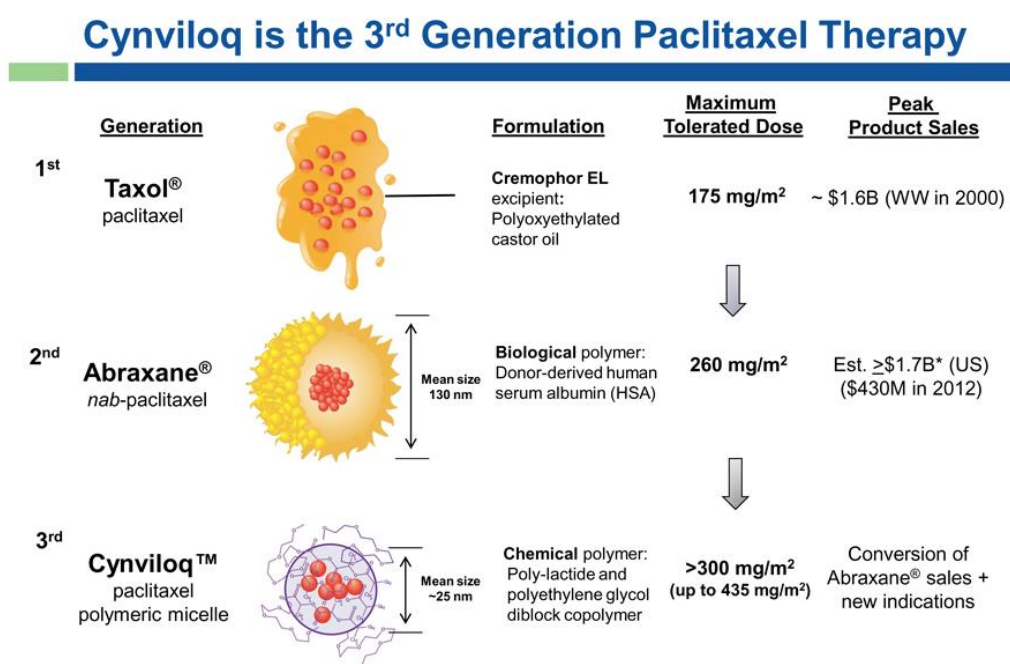 Cynviloq is the 3rd Generation Paclitaxel Therapy
Generation
Formulation
Maximum
Tolerated Dose
Peak
Product Sales
1st
Taxol®
paclitaxel
Cremophor EL
excipient:
Polyoxyethylated
castor oil
175 mg/m2
~ $1.6B (WW in 2000)
2nd
Abraxane®
nab-paclitaxel
Mean size
130 nm
Biological polymer:
Donor-derived human
serum albumin (HSA)
260 mg/m2
Est. ≥$1.7B* (US)
($430M in 2012)
3rd
Cynviloq™
paclitaxel
polymeric micelle
Mean size
~25 nm
Chemical polymer:
Poly-lactide and
polyethylene glycol
diblock copolymer
>300 mg/m2
(up to 435 mg/m2)
Conversion of
Abraxane® sales +
new indications